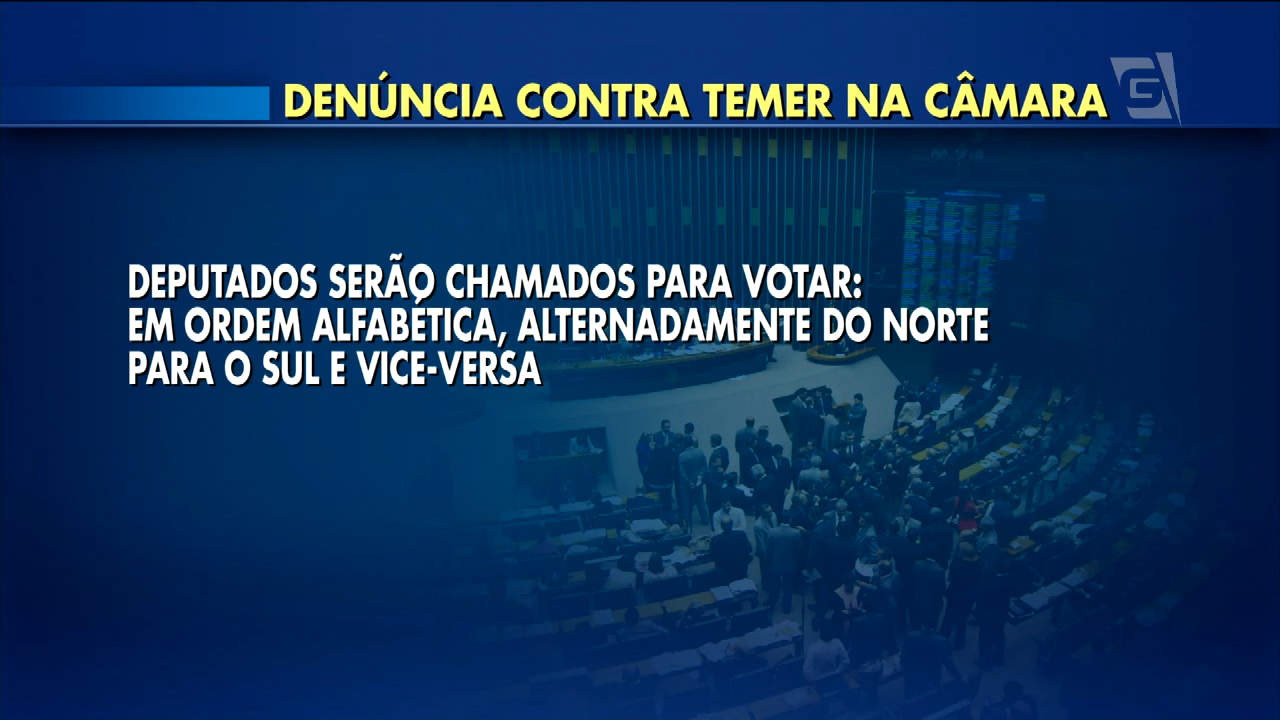 DENÚNCIA CONTRA TEMER NA CÂMARA
DEPUTADOS SERÃO CHAMADOS PARA VOTAR:
EM ORDEM ALFABÉTICA, ALTERNADAMENTE DO NORTE
PARA O SUL E VICE-VERSA